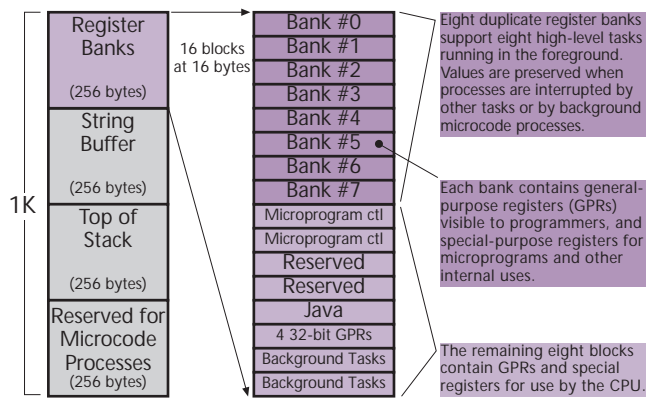 1K
Register
Banks
(256 bytes)
String
Buffer
(256 bytes)
Top of
Stack
(256 bytes)
Reserved for
Microcode
Processes
(256 bytes)
16 blocks
at 16 bytes
Bank #0
Bank #1
Bank #2
Bank #3
Bank #4
Bank #5
Bank #6
Bank #7
Microprogram ctl
Microprogram ctl
Reserved
Reserved
Java
4 32-bit GPRs
Background Tasks
Background Tasks
Eight duplicate register banks
support eight high-level tasks
running in the foreground.
Values are preserved when
processes are interrupted by
other tasks or by background
microcode processes.
Each bank contains general-
purpose registers (GPRs)
visible to programmers, and
special-purpose registers for
microprograms and other
internal uses.
The remaining eight blocks
contain GPRs and special
registers for use by the CPU.